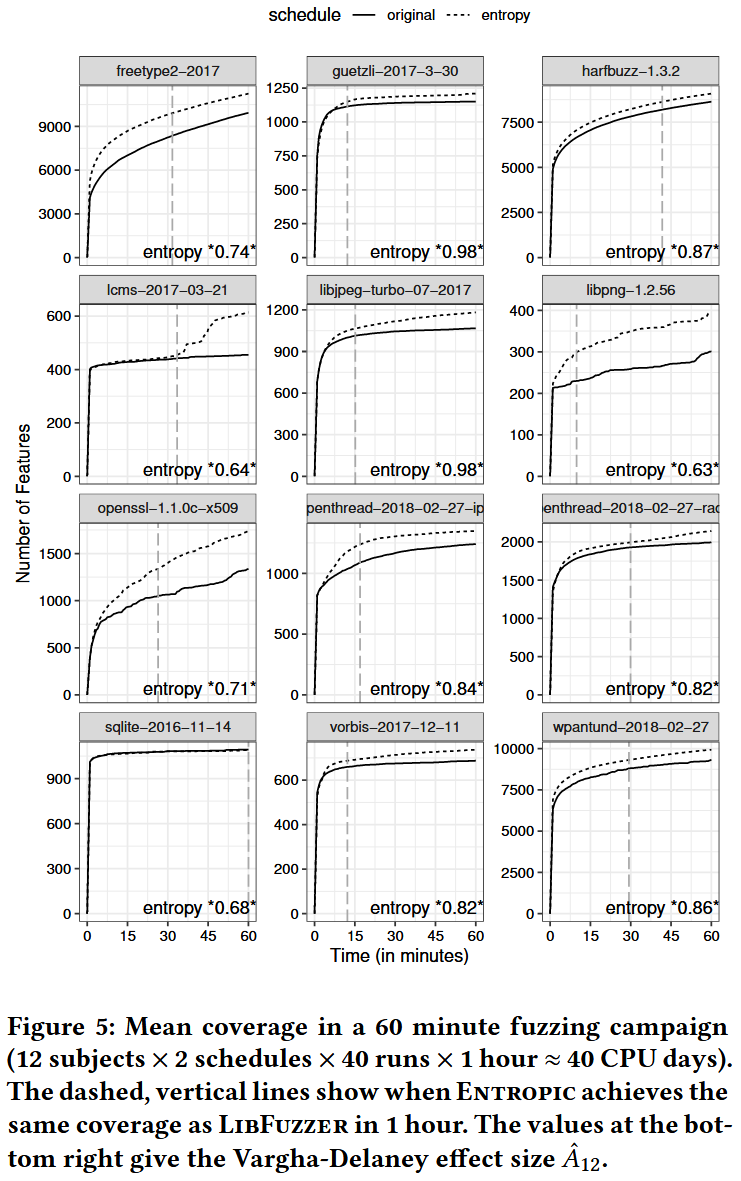 schedule original entropy
freetype2−2017 guetzli−2017−3−30 harfbuzz−1.3.2
9000
6000
3000
0
entropy *0.74*
1250
1000
750
500
250
0
entropy *0.98*
7500
5000
2500
0
entropy *0.87*
lcms−2017−03−21 libjpeg−turbo−07−2017 libpng−1.2.56
600
400
200
0
entropy *0.64*
1200
900
600
300
0
entropy *0.98*
400
300
200
100
0
entropy *0.63*
openssl−1.1.0c−x509 penthread−2018−02−27−ip enthread−2018−02−27−rad
1500
1000
500
0
entropy *0.71*
1000
500
0
entropy *0.84*
2000
1500
1000
500
0
entropy *0.82*
sqlite−2016−11−14 vorbis−2017−12−11 wpantund−2018−02−27
900
600
300
0
entropy *0.68*
600
400
200
0
entropy *0.82*
10000
7500
5000
2500
0
entropy *0.86*
0 15 30 45 60 0 15 30 45 60 0 15 30 45 60
Number of Features
Time (in minutes)
Figure 5: Mean coverage in a 60 minute fuzzing campaign
(12 subjects × 2 schedules × 40 runs × 1 hour ≈ 40 CPU days).
The dashed, vertical lines show when Entropic achieves the
same coverage as LibFuzzer in 1 hour. The values at the bot-
tom right give the Vargha-Delaney effect size Â12.